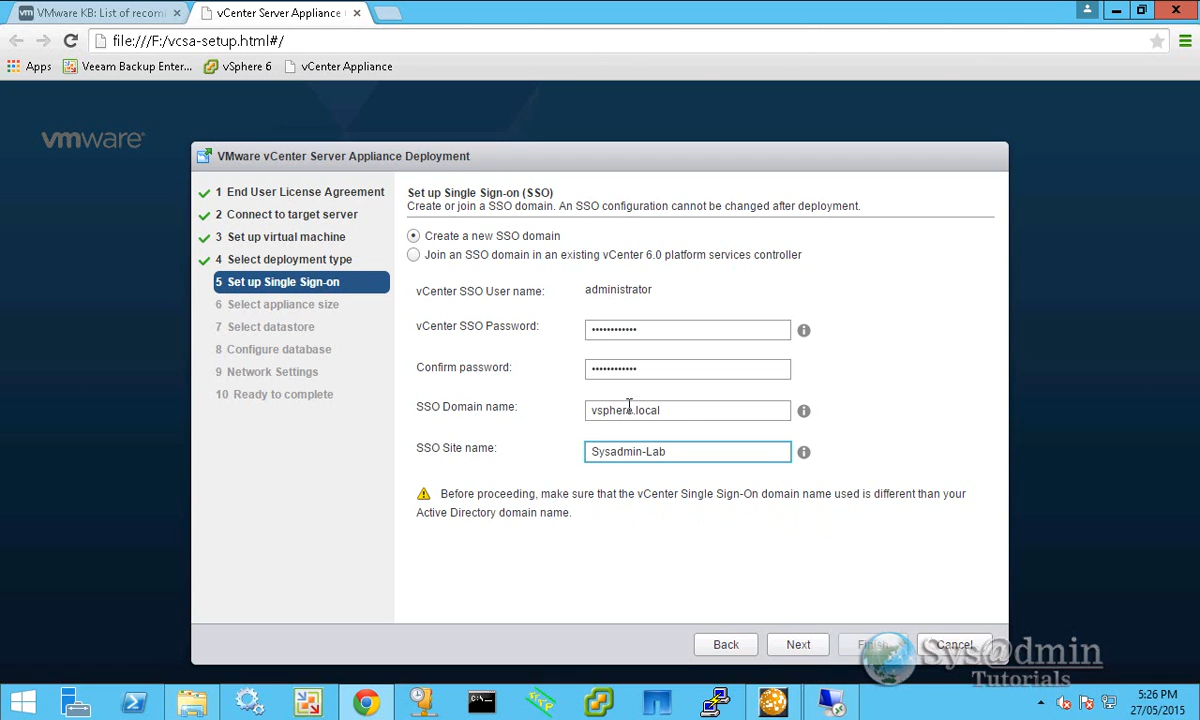 VMware KB: List of recomm
vCenter Server Appliance
file:///F:/vcsa-setup.html#/
Apps
Veeam Backup Enter...
vSphere 6
vCenter Appliance
vmware
VMware vCenter Server Appliance Deployment
1 End User License Agreement
2 Connect to target server
3 Set up virtual machine
4 Select deployment type
5 Set up Single Sign-on
6 Select appliance size
7 Select datastore
8 Configure database
9 Network Settings
10 Ready to complete
Set up Single Sign-on (SSO)
Create or join a SSO domain. An SSO configuration cannot be changed after deployment.
Create a new SSO domain
Join an SSO domain in an existing vCenter 6.0 platform services controller
vCenter SSO User name:
administrator
vCenter SSO Password:
••••••••••••
Confirm password:
••••••••••••
SSO Domain name:
vsphere.local
SSO Site name:
Sysadmin-Lab
Before proceeding, make sure that the vCenter Single Sign-On domain name used is different than your
Active Directory domain name.
Back
Next
Finish
Cancel
Sys@dmin
Tutorials
5:26 PM
27/05/2015